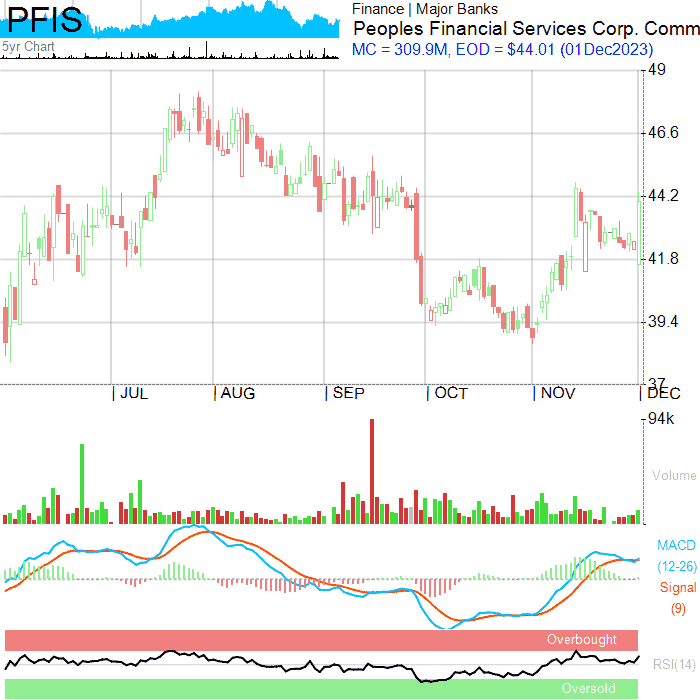 PFIS
Finance | Major Banks
Peoples Financial Services Corp. Comm
5yr Chart
MC = 309.9M, EOD = $44.01 (01Dec2023)
49
46.6
44.2
41.8
39.4
37
| JUL | AUG | SEP | OCT | NOV | DEC
94k
Volume
MACD
(12-26)
Signal
(9)
Overbought
RSI(14)
Oversold